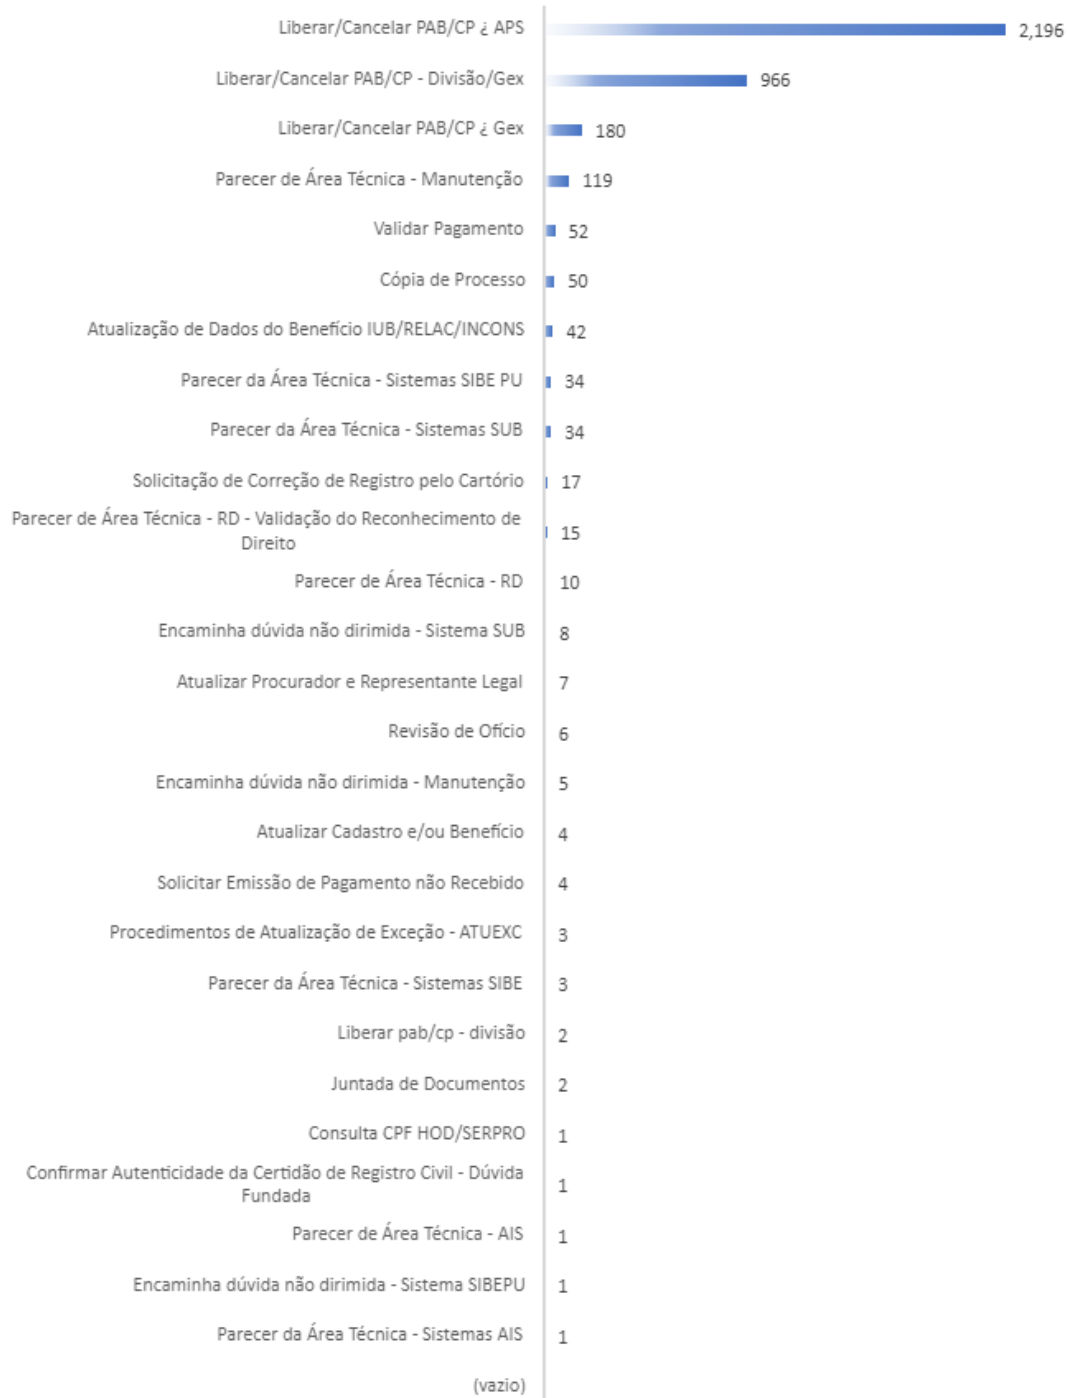 Liberar/Cancelar PAB/CP ¿ APS 2,196
Liberar/Cancelar PAB/CP - Divisão/Gex 966
Liberar/Cancelar PAB/CP ¿ Gex 180
Parecer de Área Técnica - Manutenção 119
Validar Pagamento 52
Cópia de Processo 50
Atualização de Dados do Benefício IUB/RELAC/INCONS 42
Parecer da Área Técnica - Sistemas SIBE PU 34
Parecer da Área Técnica - Sistemas SUB 34
Solicitação de Correção de Registro pelo Cartório 17
Parecer de Área Técnica - RD - Validação do Reconhecimento de
Direito 15
Parecer de Área Técnica - RD 10
Encaminha dúvida não dirimida - Sistema SUB 8
Atualizar Procurador e Representante Legal 7
Revisão de Ofício 6
Encaminha dúvida não dirimida - Manutenção 5
Atualizar Cadastro e/ou Benefício 4
Solicitar Emissão de Pagamento não Recebido 4
Procedimentos de Atualização de Exceção - ATUEXC 3
Parecer da Área Técnica - Sistemas SIBE 3
Liberar pab/cp - divisão 2
Juntada de Documentos 2
Consulta CPF HOD/SERPRO 1
Confirmar Autenticidade da Certidão de Registro Civil - Dúvida
Fundada 1
Parecer de Área Técnica - AIS 1
Encaminha dúvida não dirimida - Sistema SIBEPU 1
Parecer da Área Técnica - Sistemas AIS 1
(vazio)